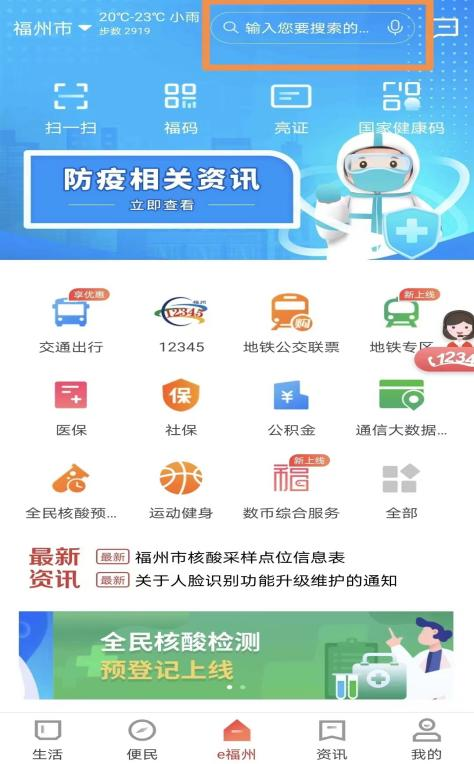 福州市 20℃-23℃ 小雨
步数 2919
输入您要搜索的...
扫一扫 福码 亮证 国家健康码
防疫相关资讯
立即查看
享优惠 新上线
福州
12345
购
交通出行 12345 地铁公交联票 地铁专区
12345
保 ¥
医保 社保 公积金 通信大数据...
新上线
福
全民核酸预... 运动健身 数币综合服务 全部
最新 最新 福州市核酸采样点位信息表
资讯 最新 关于人脸识别功能升级维护的通知
全民核酸检测
预登记上线
生活 便民 e福州 资讯 我的